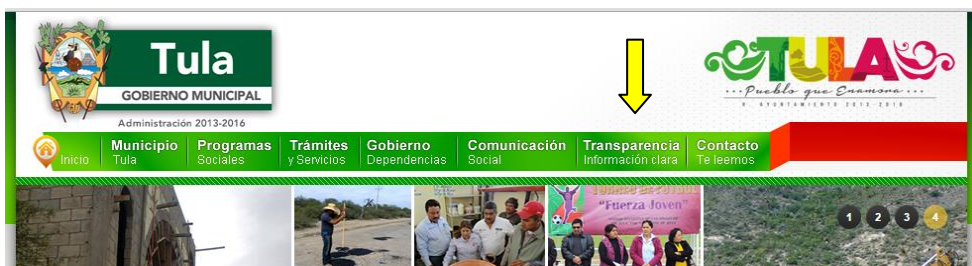 Tula
GOBIERNO MUNICIPAL
Administración 2013-2016
TULA
...Pueblo que Enamora...
R. AYUNTAMIENTO 2013-2016
Inicio
Municipio
Tula
Programas
Sociales
Trámites
y Servicios
Gobierno
Dependencias
Comunicación
Social
Transparencia
Información clara
Contacto
Te leemos
"Fuerza Joven"
1 2 3 4